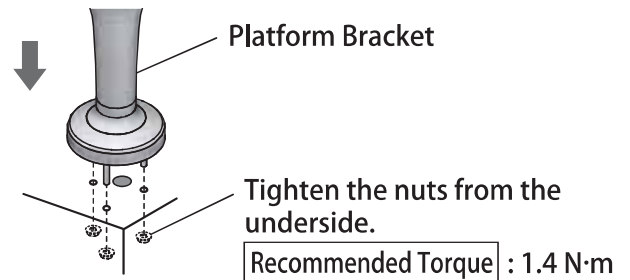 Platform Bracket
Tighten the nuts from the
underside.
Recommended Torque : 1.4 N·m